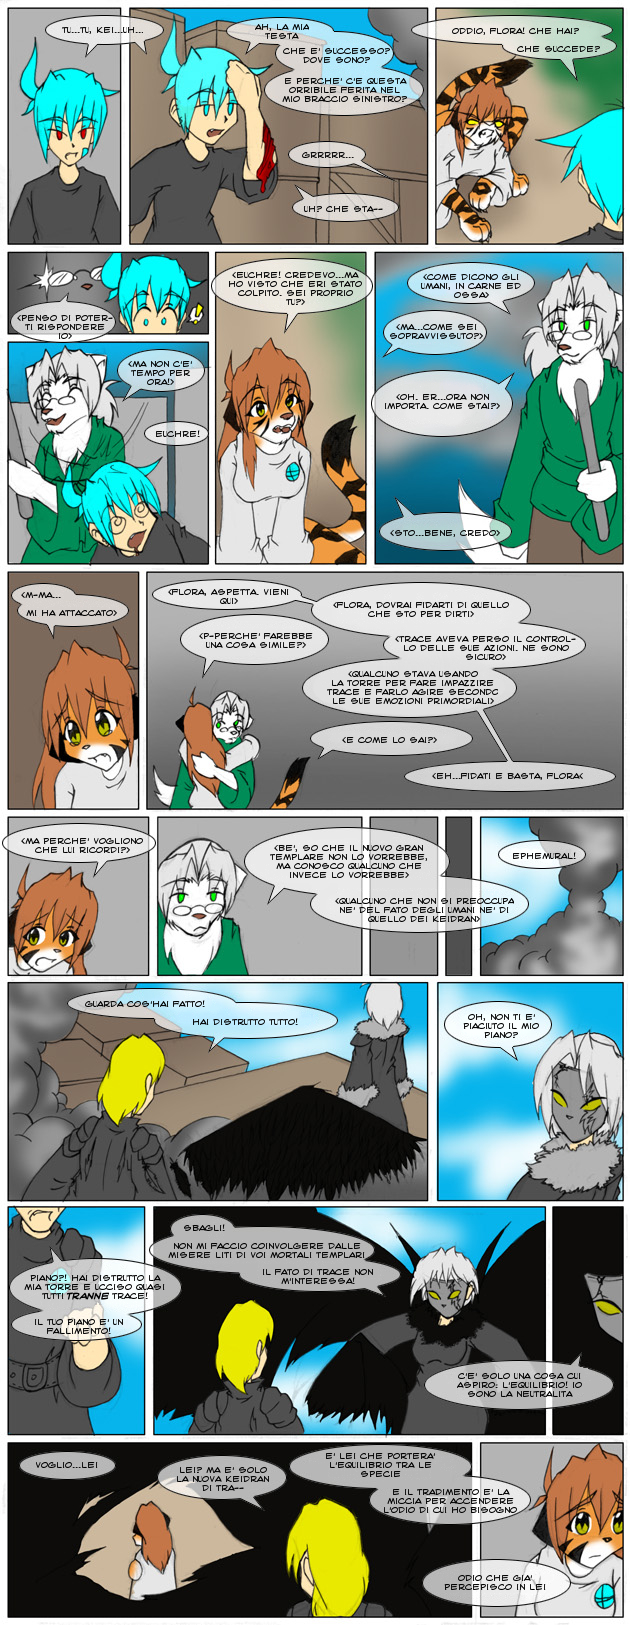 TU...TU, KEI...UH...
AH, LA MIA
TESTA
CHE E' SUCCESSO?
DOVE SONO?
E PERCHE' C'E QUESTA
ORRIBILE FERITA NEL
MIO BRACCIO SINISTRO?
GRRRRR...
UH? CHE STA--
ODDIO, FLORA! CHE HAI?
CHE SUCCEDE?
<PENSO DI POTER-
TI RISPONDERE
IO>
<MA NON C'E'
TEMPO PER
ORA!>
EUCHRE!
<EUCHRE! CREDEVO...MA
HO VISTO CHE ERI STATO
COLPITO. SEI PROPRIO
TU?>
<COME DICONO GLI
UMANI, IN CARNE ED
OSSA>
<MA...COME SEI
SOPRAVVISSUTO?>
<OH. ER...ORA NON
IMPORTA. COME STAI?>
<STO...BENE, CREDO>
<M-MA...
MI HA ATTACCATO>
<FLORA, ASPETTA. VIENI
QUI>
<P-PERCHE' FAREBBE
UNA COSA SIMILE?>
<FLORA, DOVRAI FIDARTI DI QUELLO
CHE STO PER DIRTI>
<TRACE AVEVA PERSO IL CONTROL-
LO DELLE SUE AZIONI. NE SONO
SICURO>
<QUALCUNO STAVA USANDO
LA TORRE PER FARE IMPAZZIRE
TRACE E FARLO AGIRE SECONDO
LE SUE EMOZIONI PRIMORDIALI>
<E COME LO SAI?>
<EH...FIDATI E BASTA, FLORA<
<MA PERCHE' VOGLIONO
CHE LUI RICORDI?>
<BE', SO CHE IL NUOVO GRAN
TEMPLARE NON LO VORREBBE,
MA CONOSCO QUALCUNO CHE
INVECE LO VORREBBE>
<QUALCUNO CHE NON SI PREOCCUPA
NE' DEL FATO DEGLI UMANI NE' DI
QUELLO DEI KEIDRAN>
EPHEMURAL!
GUARDA COS'HAI FATTO!
HAI DISTRUTTO TUTTO!
OH, NON TI E'
PIACIUTO IL MIO
PIANO?
PIANO?! HAI DISTRUTTO LA
MIA TORRE E UCCISO QUASI
TUTTI TRANNE TRACE!
IL TUO PIANO E' UN
FALLIMENTO!
SBAGLI!
NON MI FACCIO COINVOLGERE DALLE
MISERE LITI DI VOI MORTALI TEMPLARI
IL FATO DI TRACE NON
M'INTERESSA!
C'E' SOLO UNA COSA CUI
ASPIRO: L'EQUILIBRIO! IO
SONO LA NEUTRALITA
VOGLIO...LEI
LEI? MA E' SOLO
LA NUOVA KEIDRAN
DI TRA--
E' LEI CHE PORTERA'
L'EQUILIBRIO TRA LE
SPECIE
E IL TRADIMENTO E' LA
MICCIA PER ACCENDERE
L'ODIO DI CUI HO BISOGNO
ODIO CHE GIA'
PERCEPISCO IN LEI